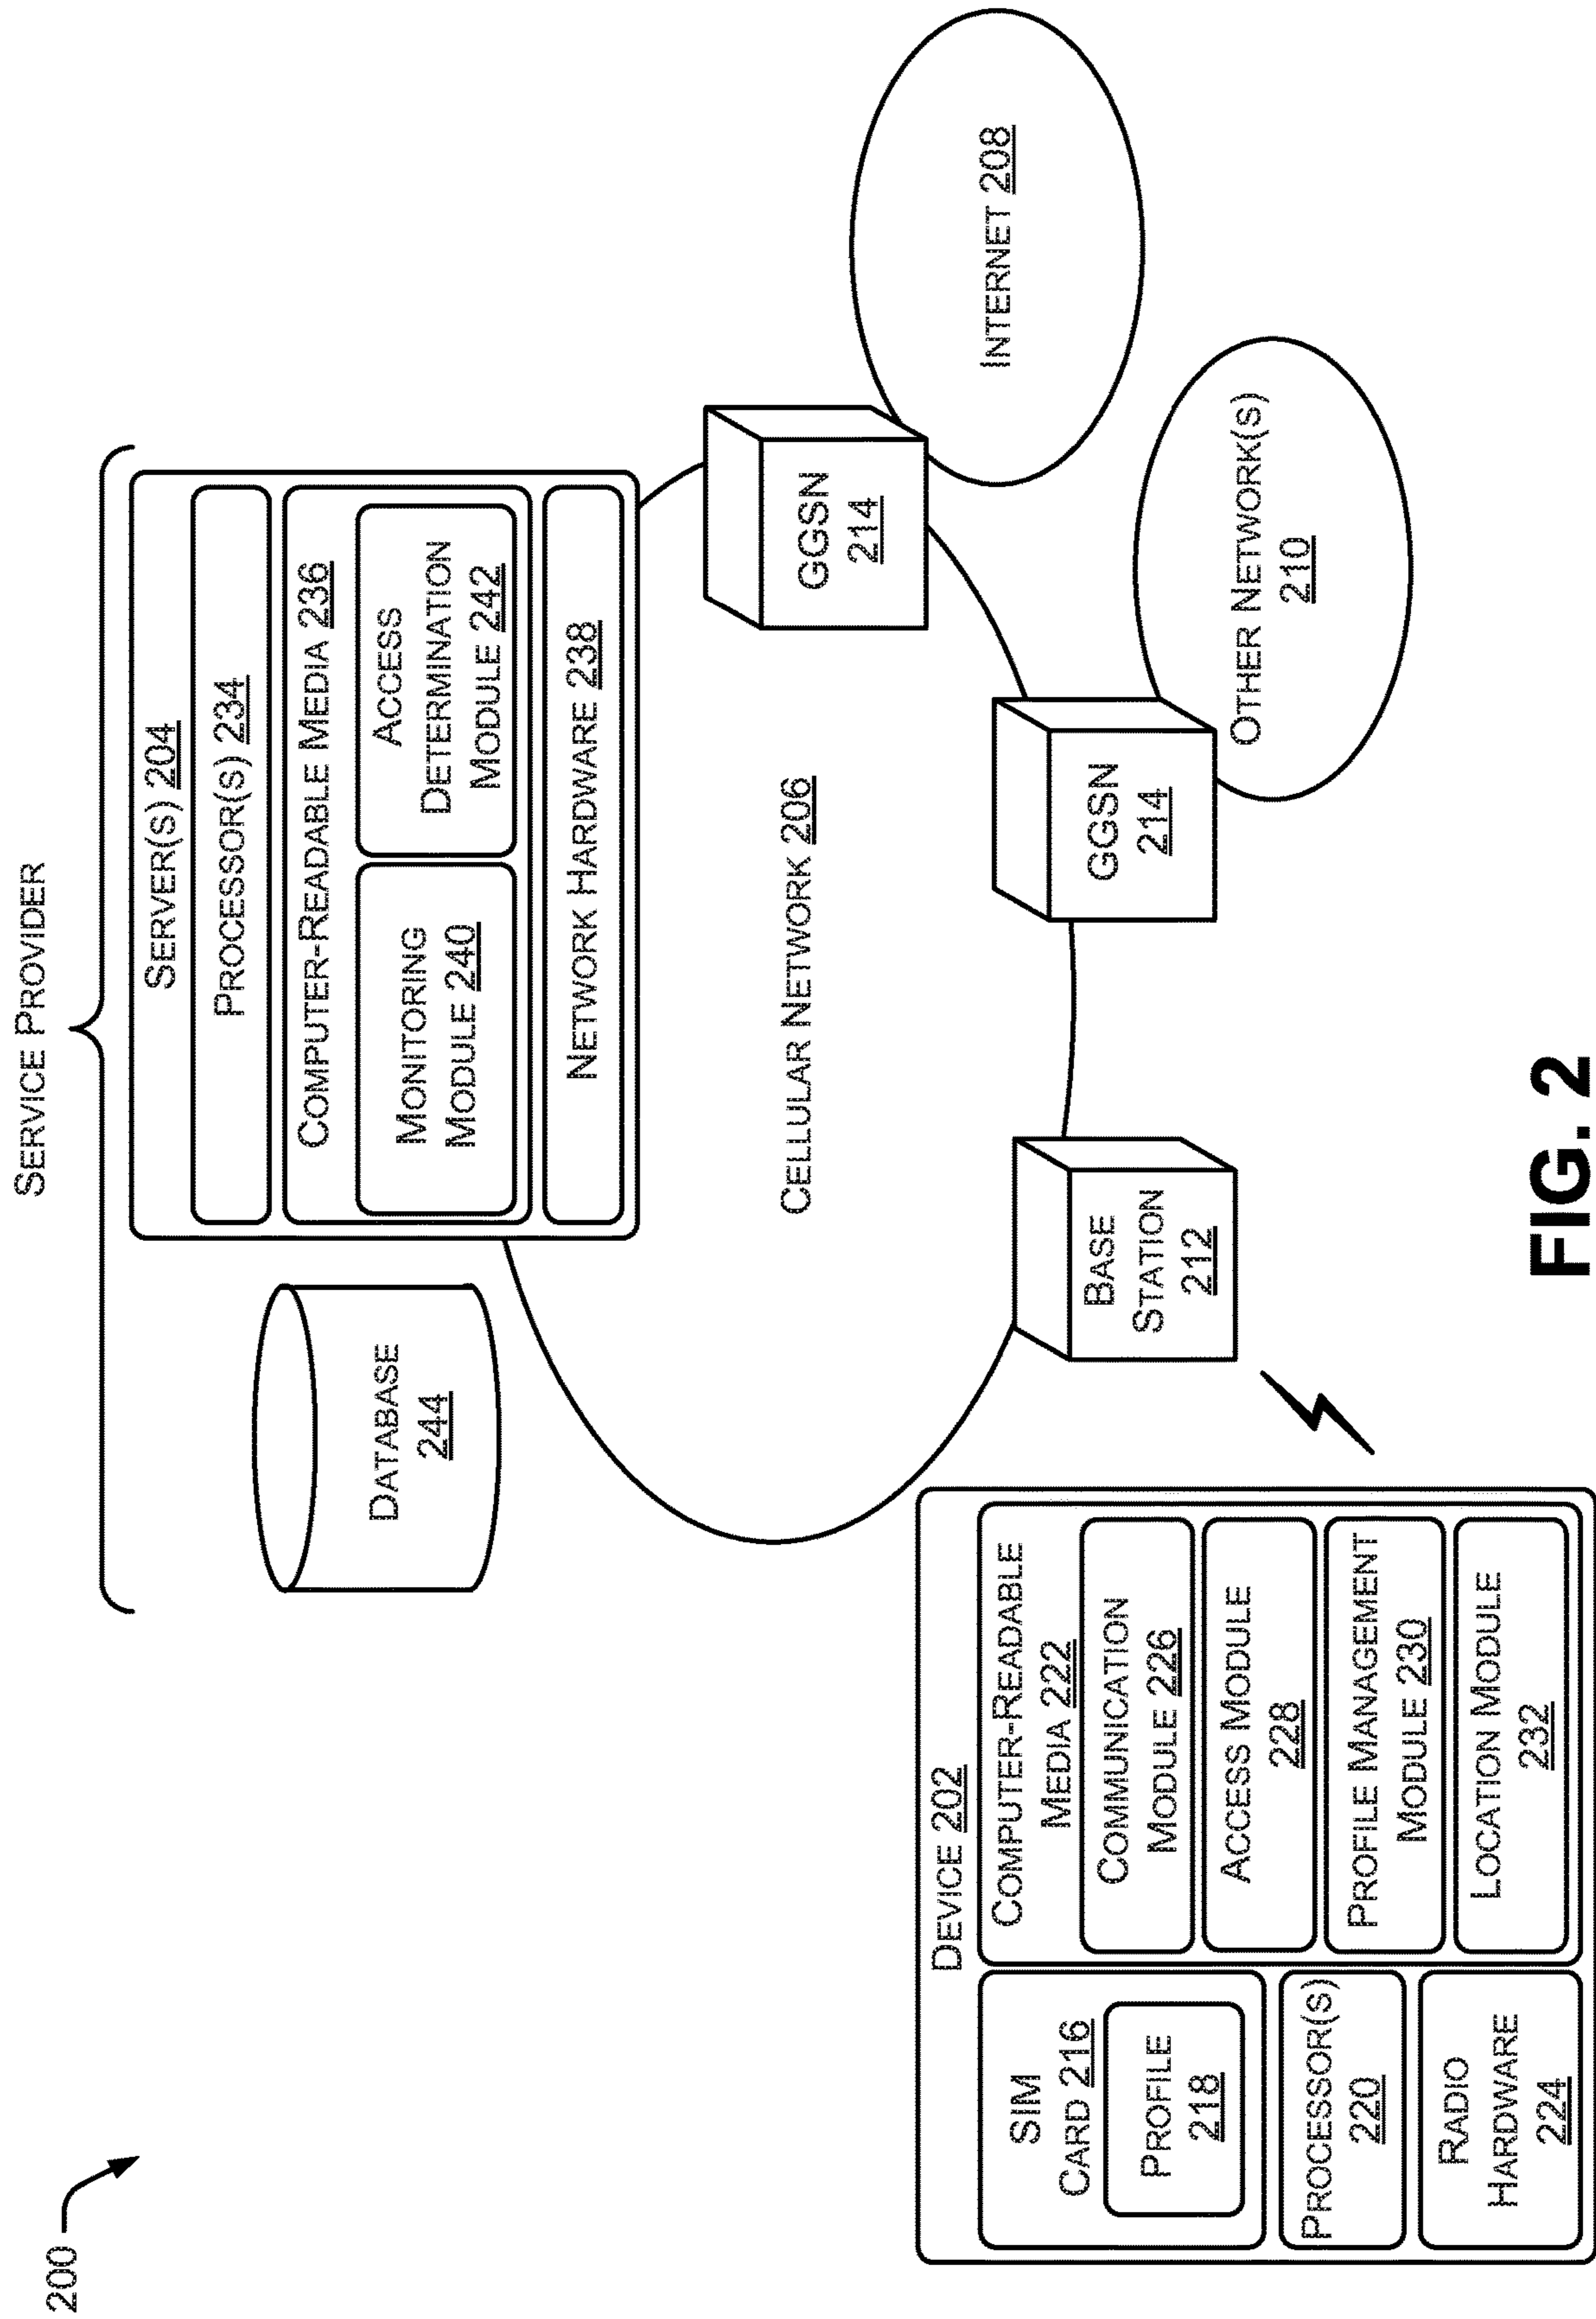 200
SERVICE PROVIDER
DATABASE
244
SERVER(S) 204
PROCESSOR(S) 234
COMPUTER-READABLE MEDIA 236
MONITORING
MODULE 240
ACCESS
DETERMINATION
MODULE 242
NETWORK HARDWARE 238
CELLULAR NETWORK 206
GGSN
214
INTERNET 208
GGSN
214
OTHER NETWORK(S)
210
BASE
STATION
212
DEVICE 202
SIM
CARD 216
PROFILE
218
PROCESSOR(S)
220
RADIO
HARDWARE
224
COMPUTER-READABLE
MEDIA 222
COMMUNICATION
MODULE 226
ACCESS MODULE
228
PROFILE MANAGEMENT
MODULE 230
LOCATION MODULE
232
FIG. 2